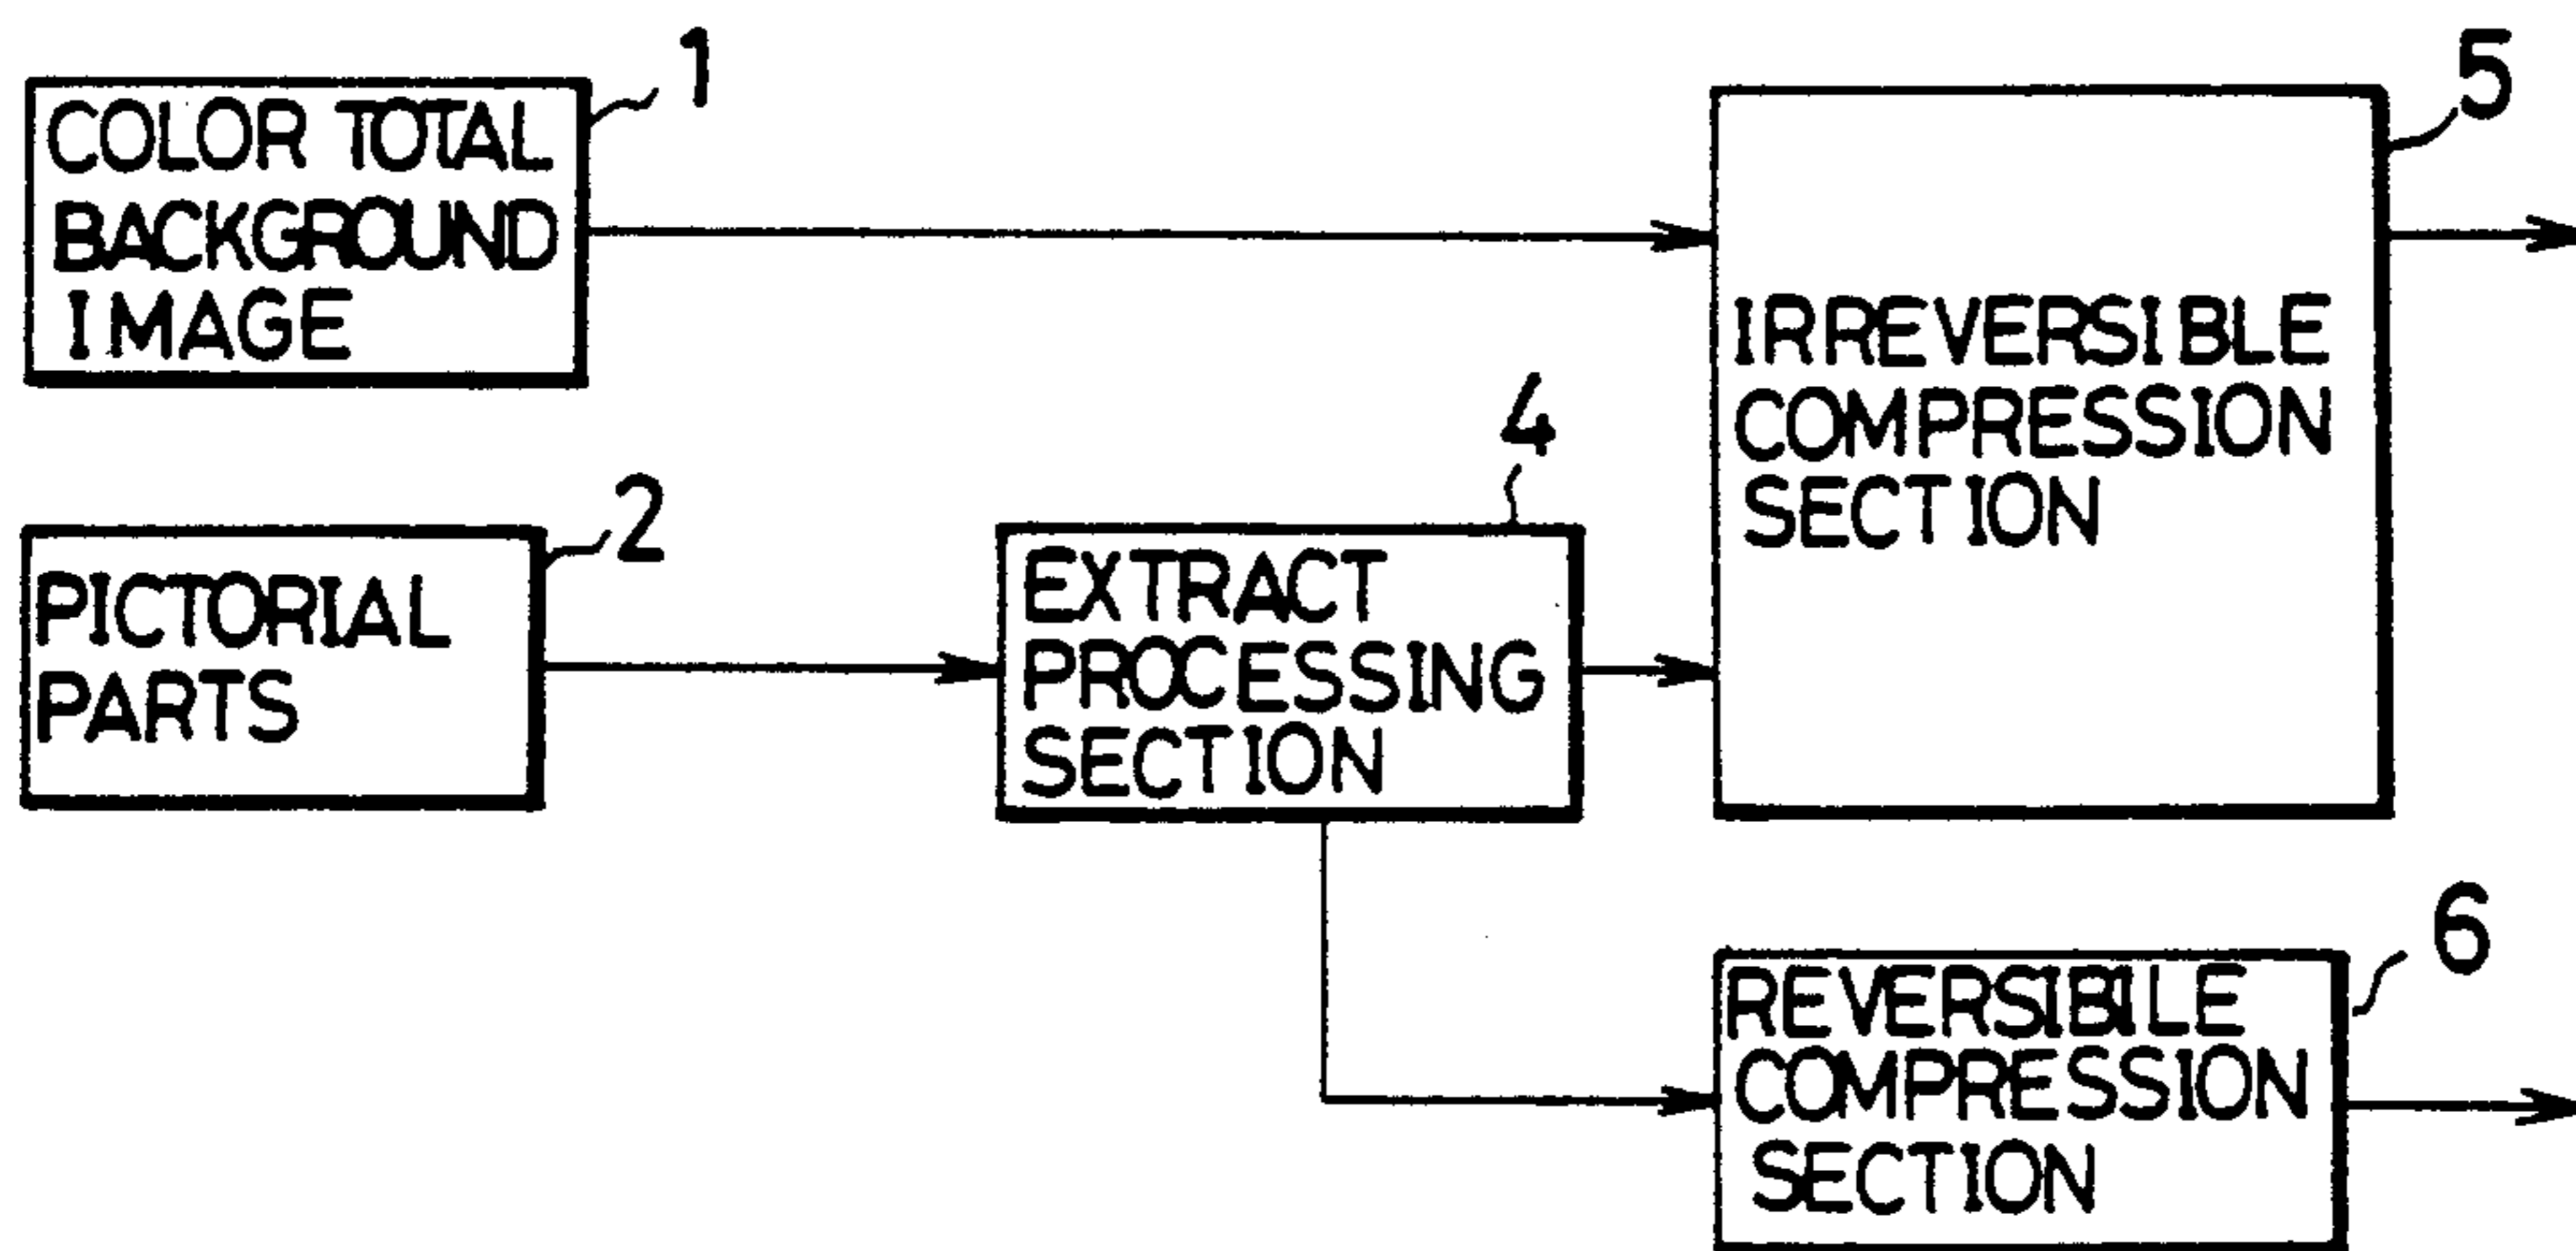 1
COLOR TOTAL
BACKGROUND
IMAGE
5
IRREVERSIBLE
COMPRESSION
SECTION
2
PICTORIAL
PARTS
4
EXTRACT
PROCESSING
SECTION
6
REVERSIBILE
COMPRESSION
SECTION